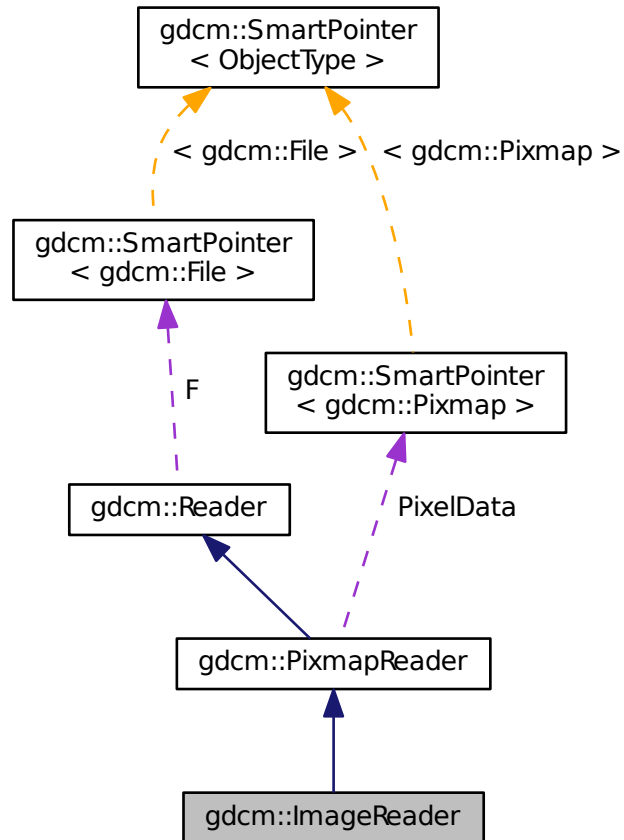 gdcm::SmartPointer
< ObjectType >
< gdcm::File >
< gdcm::Pixmap >
gdcm::SmartPointer
< gdcm::File >
gdcm::SmartPointer
< gdcm::Pixmap >
F
gdcm::Reader
PixelData
gdcm::PixmapReader
gdcm::ImageReader